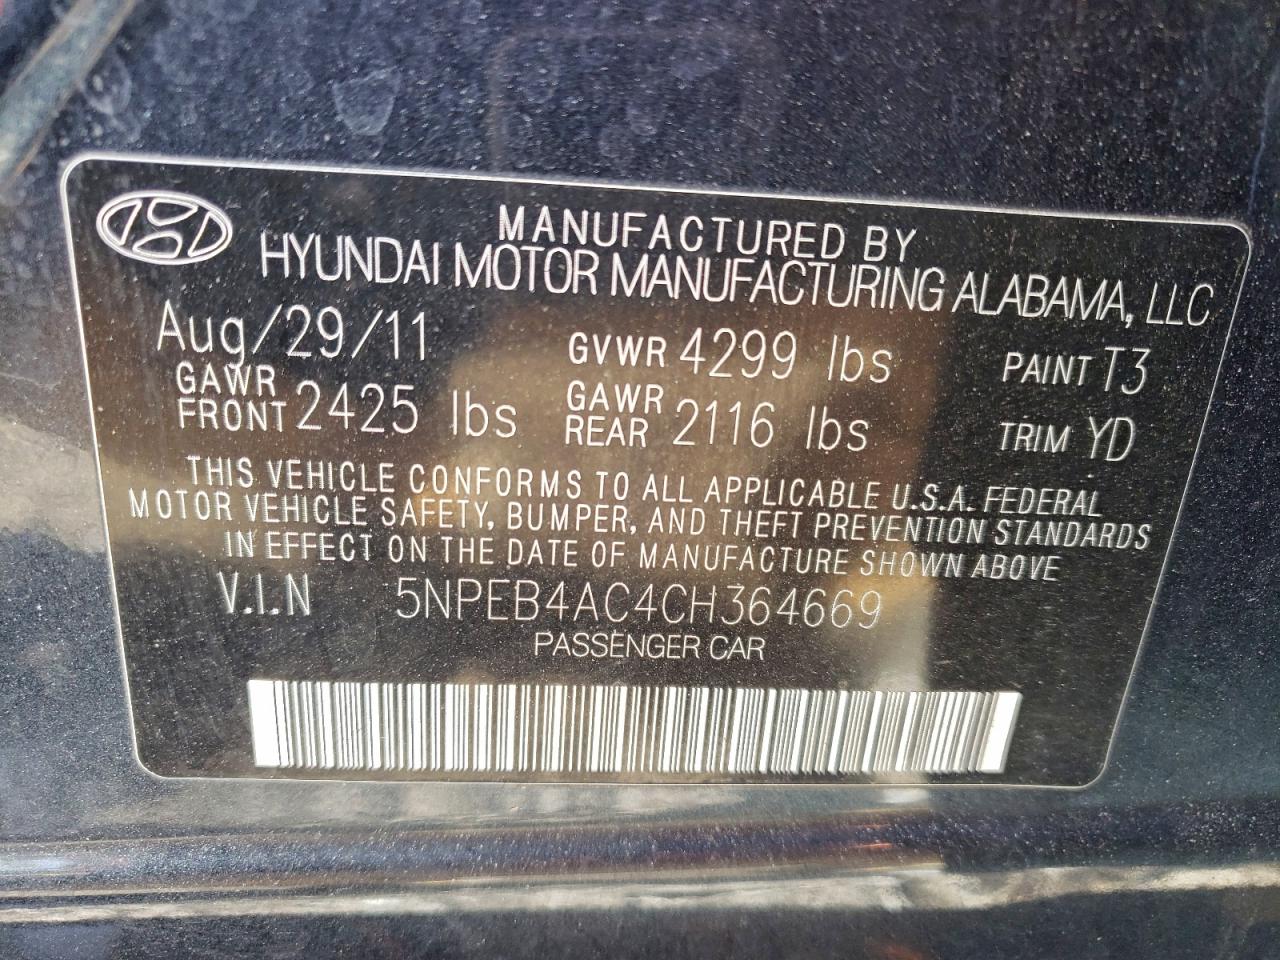 MANUFACTURED BY
HYUNDAI MOTOR MANUFACTURING ALABAMA, LLC
Aug/29/11 GVWR 4299 lbs PAINT T3
GAWR FRONT 2425 lbs GAWR REAR 2116 lbs TRIM YD
THIS VEHICLE CONFORMS TO ALL APPLICABLE U.S.A. FEDERAL
MOTOR VEHICLE SAFETY, BUMPER, AND THEFT PREVENTION STANDARDS
IN EFFECT ON THE DATE OF MANUFACTURE SHOWN ABOVE
V.I.N 5NPEB4AC4CH364669
PASSENGER CAR